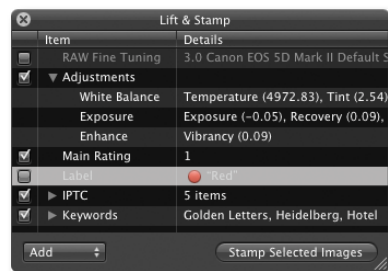 Lift & Stamp
Item Details
RAW Fine Tuning 3.0 Canon EOS 5D Mark II Default S
Adjustments
White Balance Temperature (4972.83), Tint (2.54)
Exposure Exposure (-0.05), Recovery (0.09),
Enhance Vibrancy (0.09)
Main Rating 1
Label "Red"
IPTC 5 items
Keywords Golden Letters, Heidelberg, Hotel
Add Stamp Selected Images